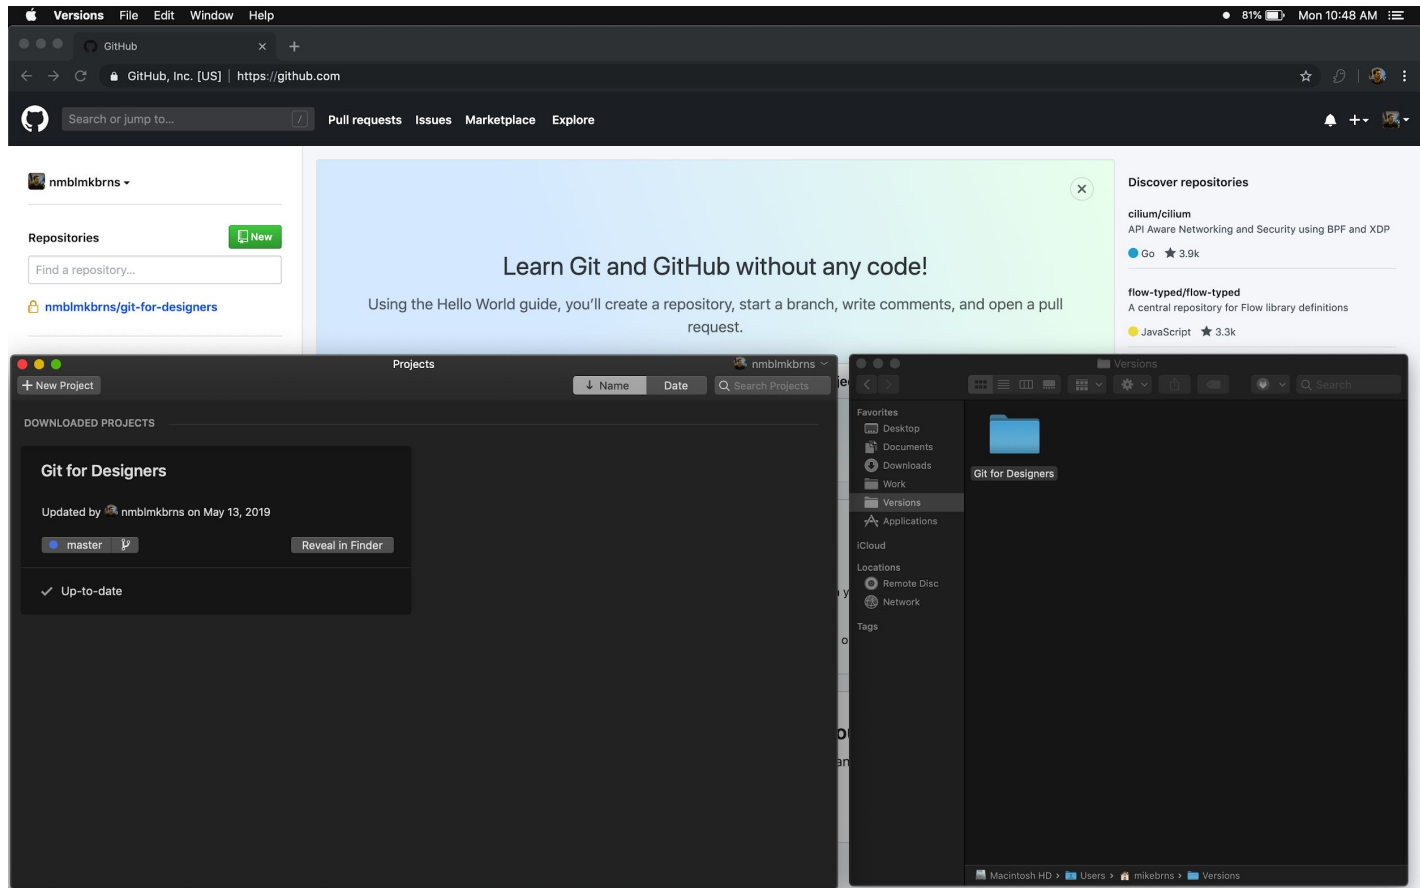 Versions File Edit Window Help
81% Mon 10:48 AM
GitHub
GitHub, Inc. [US] | https://github.com
Search or jump to... /
Pull requests Issues Marketplace Explore
nmblmkbrns
Repositories
New
Find a repository...
nmblmkbrns/git-for-designers
Learn Git and GitHub without any code!
Using the Hello World guide, you’ll create a repository, start a branch, write comments, and open a pull
request.
Discover repositories
cilium/cilium
API Aware Networking and Security using BPF and XDP
Go 3.9k
flow-typed/flow-typed
A central repository for Flow library definitions
JavaScript 3.3k
Projects
nmblmkbrns
+ New Project
↓ Name Date
Search Projects
DOWNLOADED PROJECTS
Git for Designers
Updated by nmblmkbrns on May 13, 2019
master
Reveal in Finder
Up-to-date
Versions
Search
Favorites
Desktop
Documents
Downloads
Work
Versions
Applications
iCloud
Locations
Remote Disc
Network
Tags
Git for Designers
Macintosh HD › Users › mikebrns › Versions